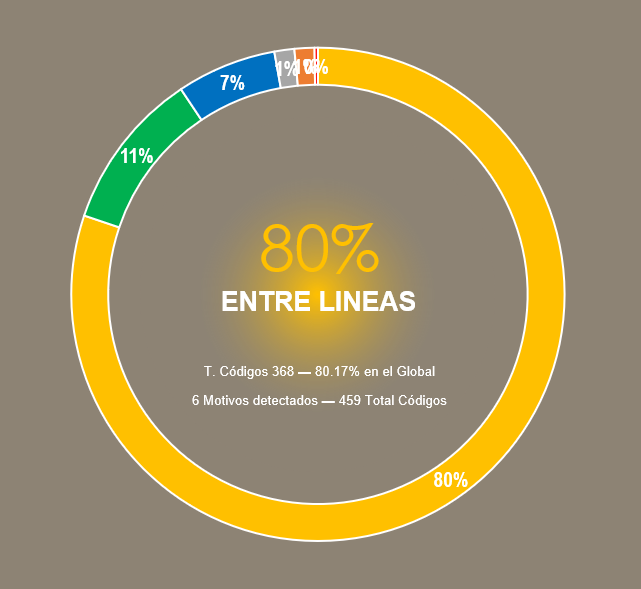 1%
7%
11%
80%
ENTRE LINEAS
T. Códigos 368 — 80.17% en el Global
6 Motivos detectados — 459 Total Códigos
80%